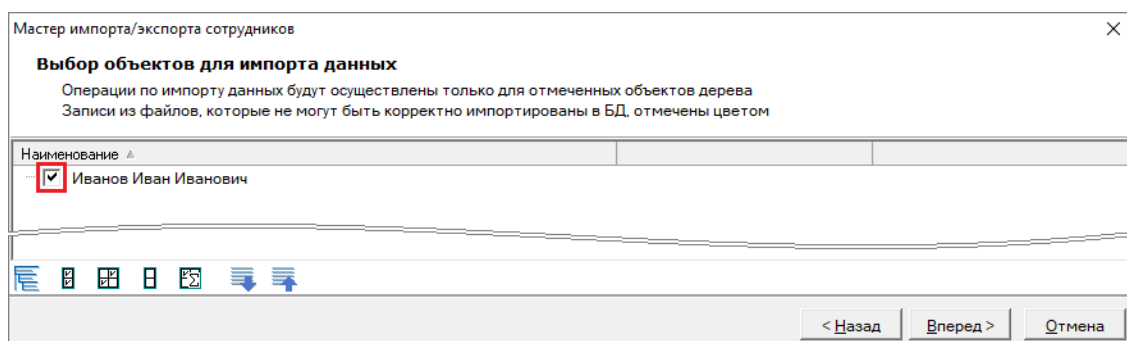 Мастер импорта/экспорта сотрудников
Выбор объектов для импорта данных
Операции по импорту данных будут осуществлены только для отмеченных объектов дерева
Записи из файлов, которые не могут быть корректно импортированы в БД, отмечены цветом
Наименование
Иванов Иван Иванович
< Назад Вперед > Отмена